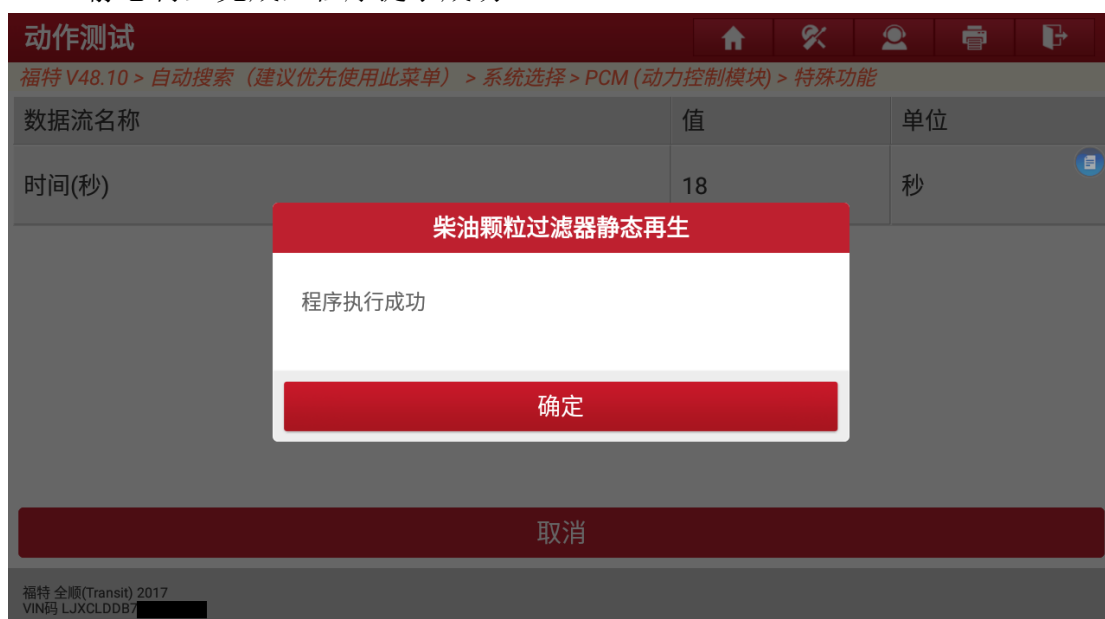 动作测试
福特 V48.10 > 自动搜索（建议优先使用此菜单）> 系统选择 > PCM (动力控制模块) > 特殊功能
数据流名称 值 单位
时间(秒) 18 秒
柴油颗粒过滤器静态再生
程序执行成功
确定
取消
福特 全顺(Transit) 2017
VIN码 LJXCLDDB7